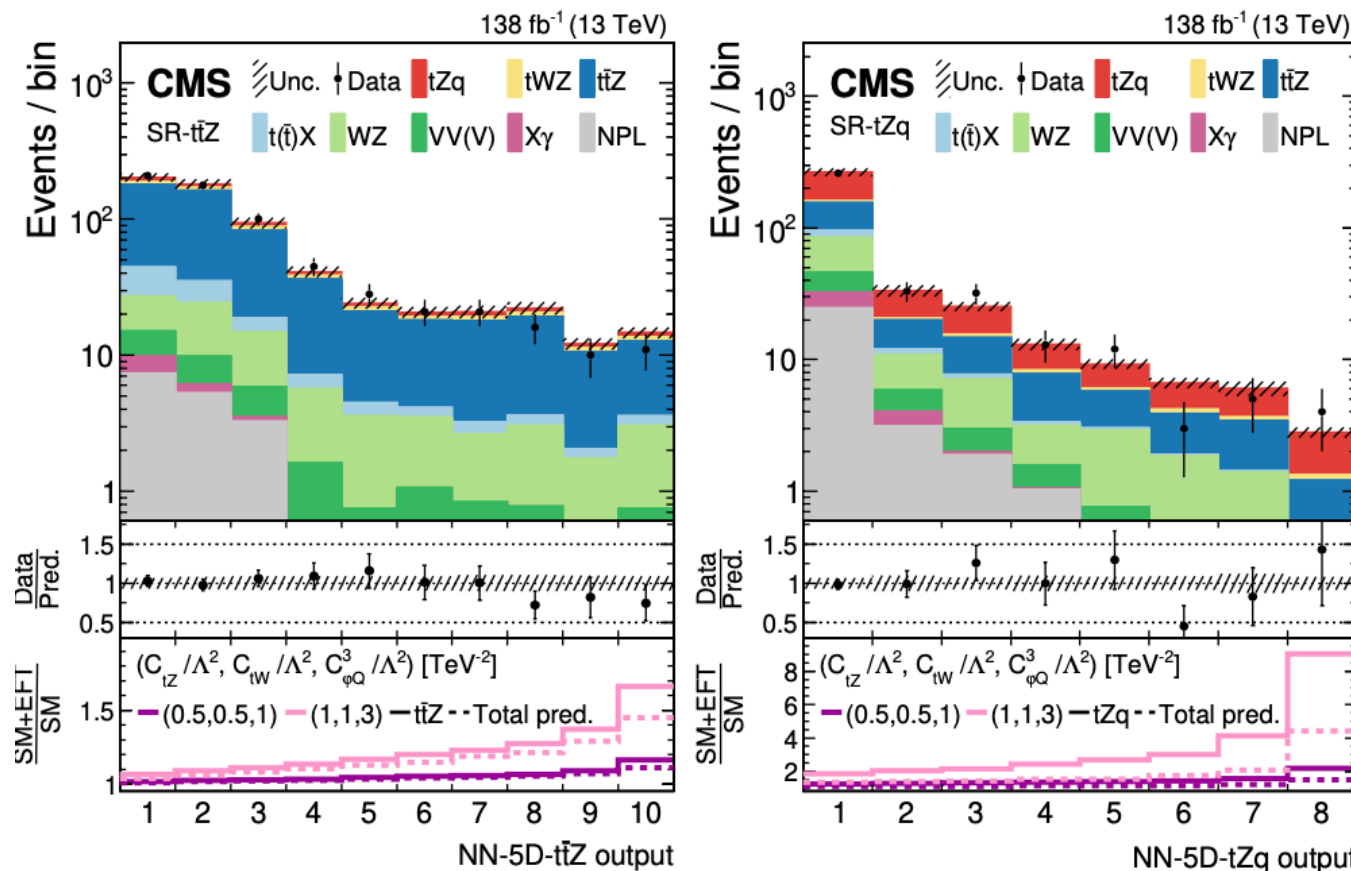 138 fb⁻¹ (13 TeV)
Events / bin
10³
10²
10
1
CMS
Unc. Data tZq tWZ tt̄Z
SR-tt̄Z
t(t̄)X WZ VV(V) Xγ NPL
Data
Pred.
1.5
1
0.5
SM+EFT
SM
1.5
1
(C_tZ /Λ², C_tW /Λ², C³_φQ /Λ²) [TeV⁻²]
(0.5,0.5,1) (1,1,3) tt̄Z Total pred.
1 2 3 4 5 6 7 8 9 10
NN-5D-tt̄Z output
138 fb⁻¹ (13 TeV)
Events / bin
10³
10²
10
1
CMS
Unc. Data tZq tWZ tt̄Z
SR-tZq
t(t̄)X WZ VV(V) Xγ NPL
Data
Pred.
1.5
1
0.5
SM+EFT
SM
8
6
4
2
(C_tZ /Λ², C_tW /Λ², C³_φQ /Λ²) [TeV⁻²]
(0.5,0.5,1) (1,1,3) tZq Total pred.
1 2 3 4 5 6 7 8
NN-5D-tZq output